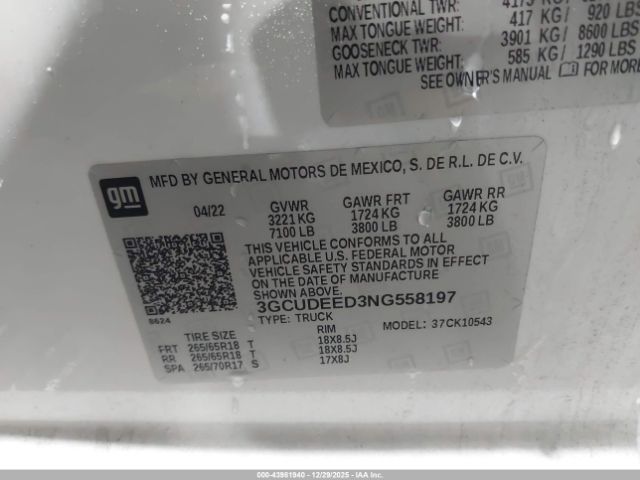 CONVENTIONAL TWR:
MAX TONGUE WEIGHT: 417 KG/ 920 LBS
GOOSENECK TWR: 3901 KG/ 8600 LBS
MAX TONGUE WEIGHT: 585 KG/ 1290 LBS
SEE OWNER'S MANUAL FOR MORE
gm
MFD BY GENERAL MOTORS DE MEXICO, S. DE R.L. DE C.V.
04/22 GVWR GAWR FRT GAWR RR
3221 KG 1724 KG 1724 KG
7100 LB 3800 LB 3800 LB
THIS VEHICLE CONFORMS TO ALL
APPLICABLE U.S. FEDERAL MOTOR
VEHICLE SAFETY STANDARDS IN EFFECT
ON THE DATE OF MANUFACTURE
SHOWN ABOVE.
3GCUDEED3NG558197
8624
TYPE: TRUCK MODEL: 37CK10543
TIRE SIZE RIM
FRT 265/65R18 T 18X8.5J
RR 265/65R18 T 18X8.5J
SPA 265/70R17 S 17X8J
000-43961940 - 12/29/2025 - IAAI.COM